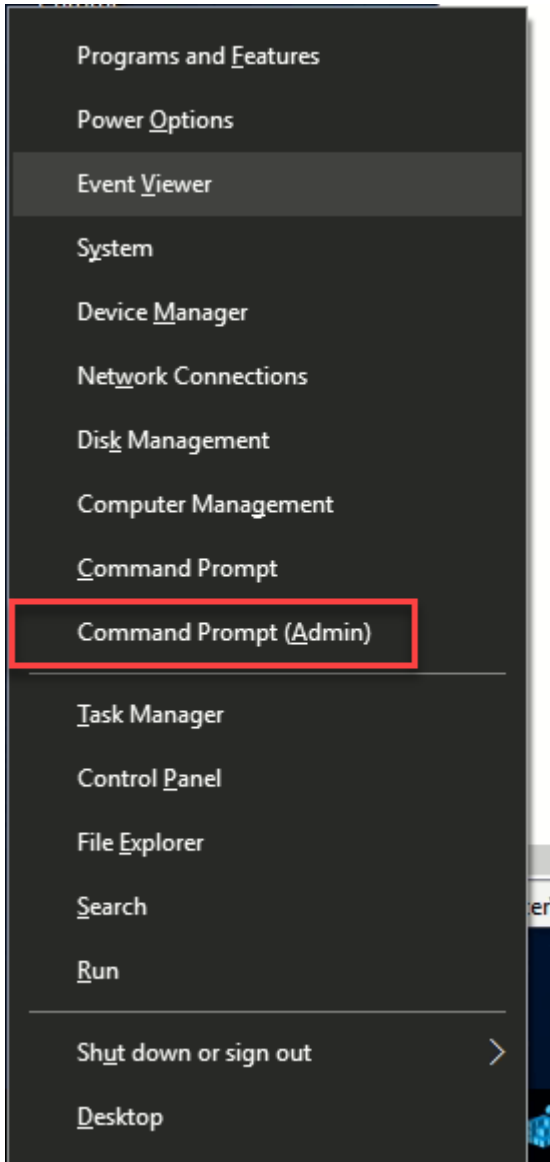 Programs and Features
Power Options
Event Viewer
System
Device Manager
Network Connections
Disk Management
Computer Management
Command Prompt
Command Prompt (Admin)
Task Manager
Control Panel
File Explorer
Search
Run
Shut down or sign out
Desktop